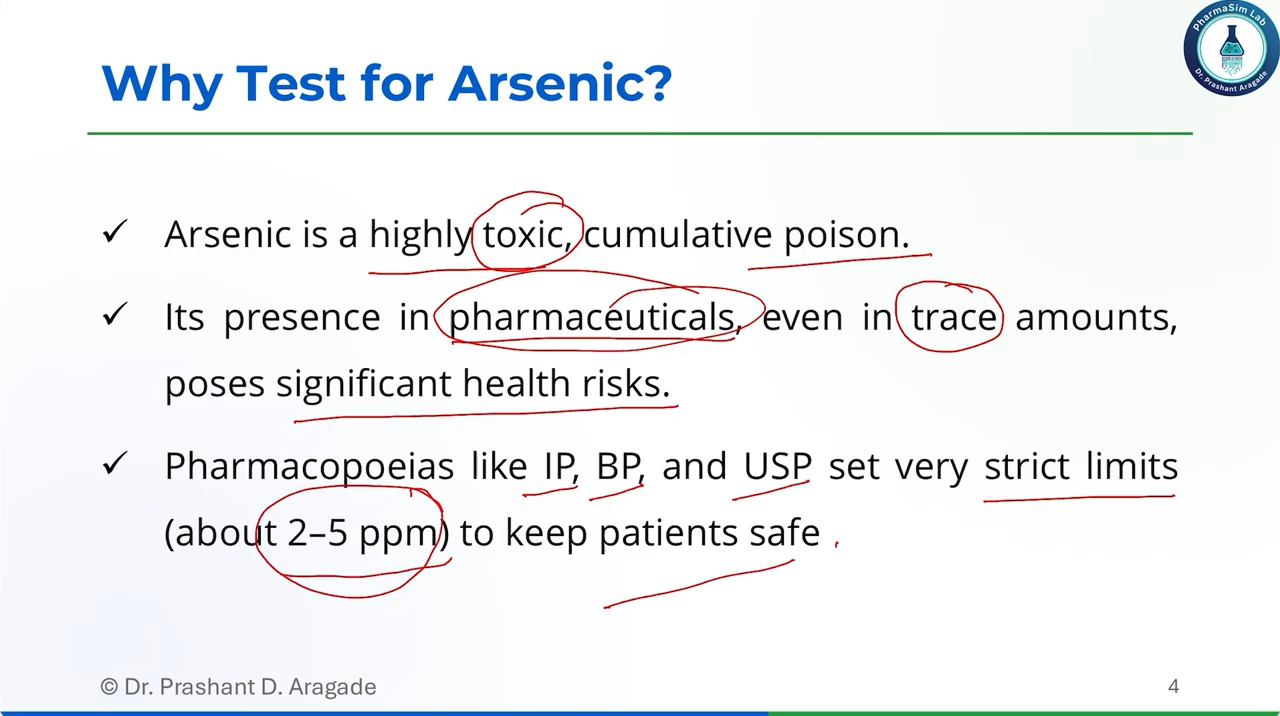 PharmaSim Lab
Dr. Prashant Aragade
Why Test for Arsenic?
✓ Arsenic is a highly toxic, cumulative poison.
✓ Its presence in pharmaceuticals, even in trace amounts,
poses significant health risks.
✓ Pharmacopoeias like IP, BP, and USP set very strict limits
(about 2–5 ppm) to keep patients safe .
© Dr. Prashant D. Aragade
4